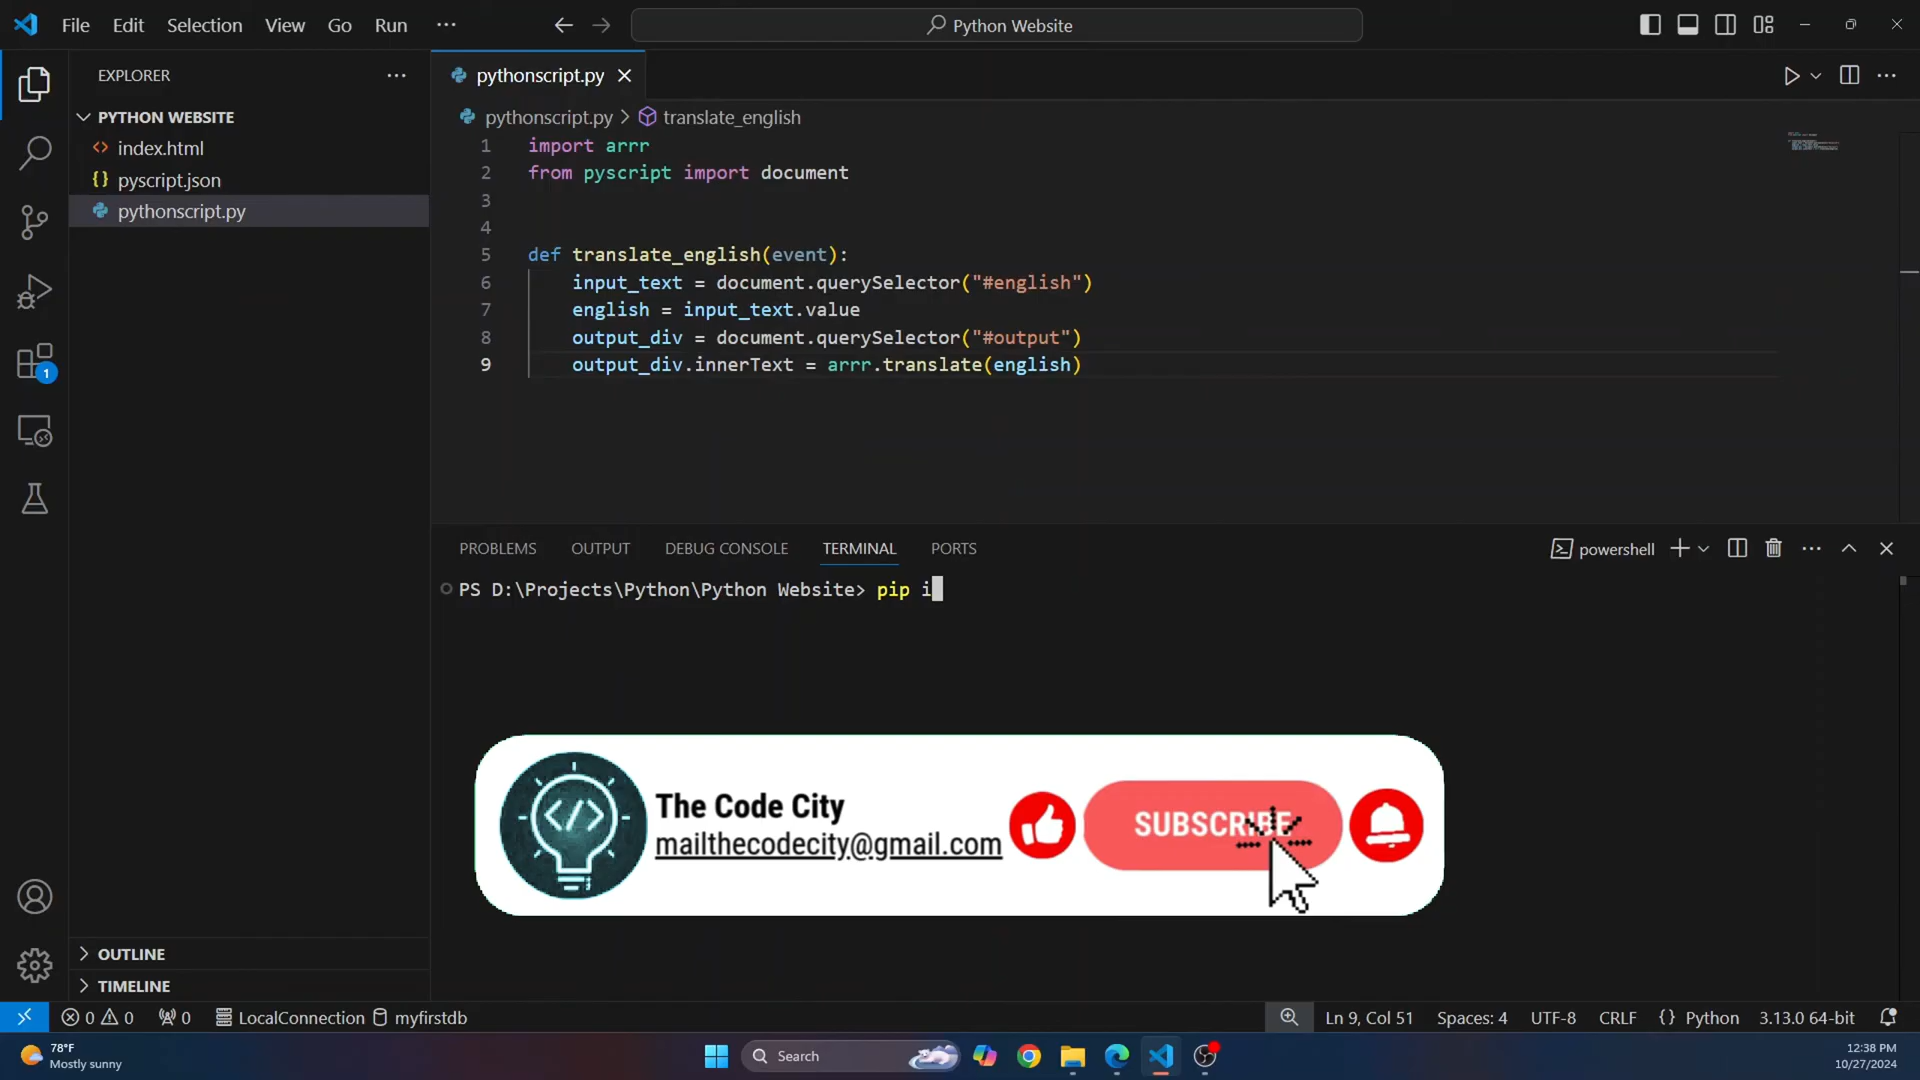 File Edit Selection View Go Run ··· Python Website
EXPLORER ···
PYTHON WEBSITE
<> index.html
{} pyscript.json
pythonscript.py
OUTLINE
TIMELINE
pythonscript.py
pythonscript.py > translate_english
1 import arrr
2 from pyscript import document
3
4
5 def translate_english(event):
6 input_text = document.querySelector("#english")
7 english = input_text.value
8 output_div = document.querySelector("#output")
9 output_div.innerText = arrr.translate(english)
PROBLEMS OUTPUT DEBUG CONSOLE TERMINAL PORTS powershell
PS D:\Projects\Python\Python Website> pip i
The Code City
mailthecodecity@gmail.com
SUBSCRIBE
1
0 0 0 LocalConnection myfirstdb Ln 9, Col 51 Spaces: 4 UTF-8 CRLF {} Python 3.13.0 64-bit
78°F
Mostly sunny
Search
12:38 PM
10/27/2024